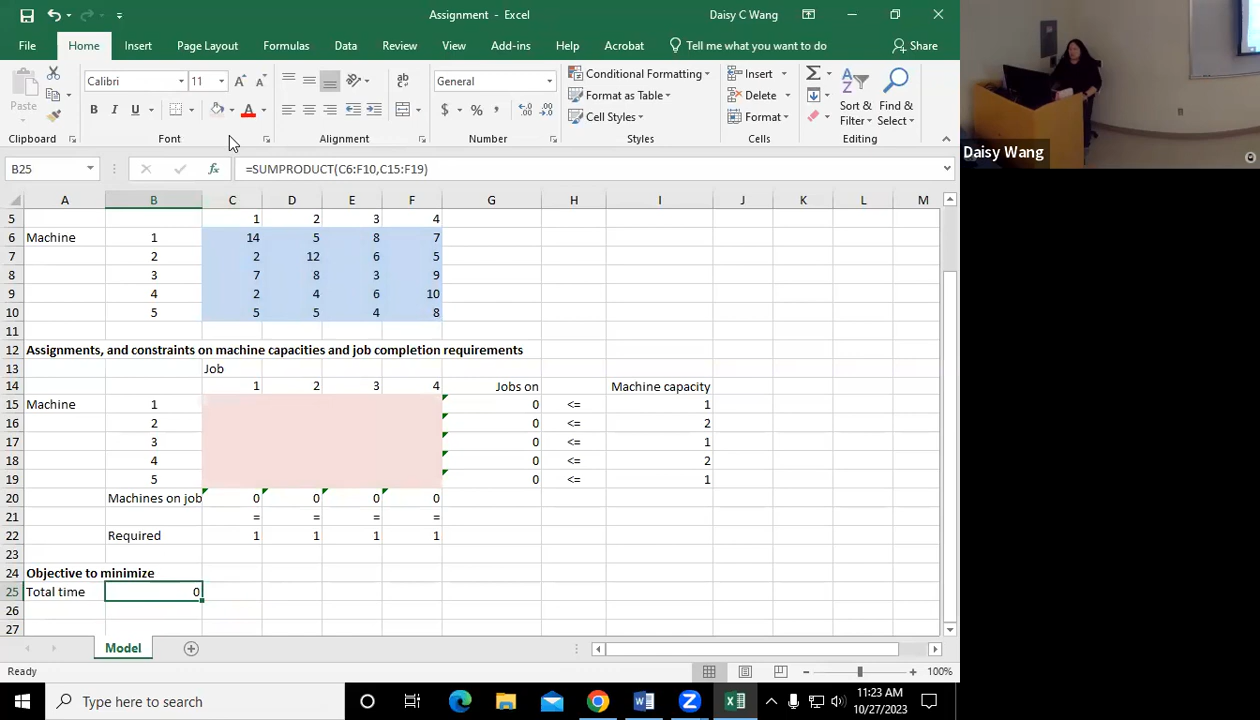 Assignment - Excel
Daisy C Wang
File Home Insert Page Layout Formulas Data Review View Add-ins Help Acrobat Tell me what you want to do Share
Paste
Calibri 11
General
Conditional Formatting
Format as Table
Cell Styles
Insert
Delete
Format
Sort & Select
Find & Select
Clipboard Font Alignment Number Styles Cells Editing
B25 =SUMPRODUCT(C6:F10,C15:F19)
A B C D E F G H I J K L M
5 1 2 3 4
6 Machine 1 14 5 8 7
7 2 2 12 6 5
8 3 7 8 3 9
9 4 2 4 6 10
10 5 5 5 4 8
11
12 Assignments, and constraints on machine capacities and job completion requirements
13 Job
14 1 2 3 4 Jobs on Machine capacity
15 Machine 1 0 <= 1
16 2 0 <= 2
17 3 0 <= 1
18 4 0 <= 2
19 5 0 <= 1
20 Machines on job 0 0 0 0
21 = = = =
22 Required 1 1 1 1
23
24 Objective to minimize
25 Total time 0
26
27
Model
Ready 100%
Type here to search
11:23 AM
10/27/2023
Daisy Wang